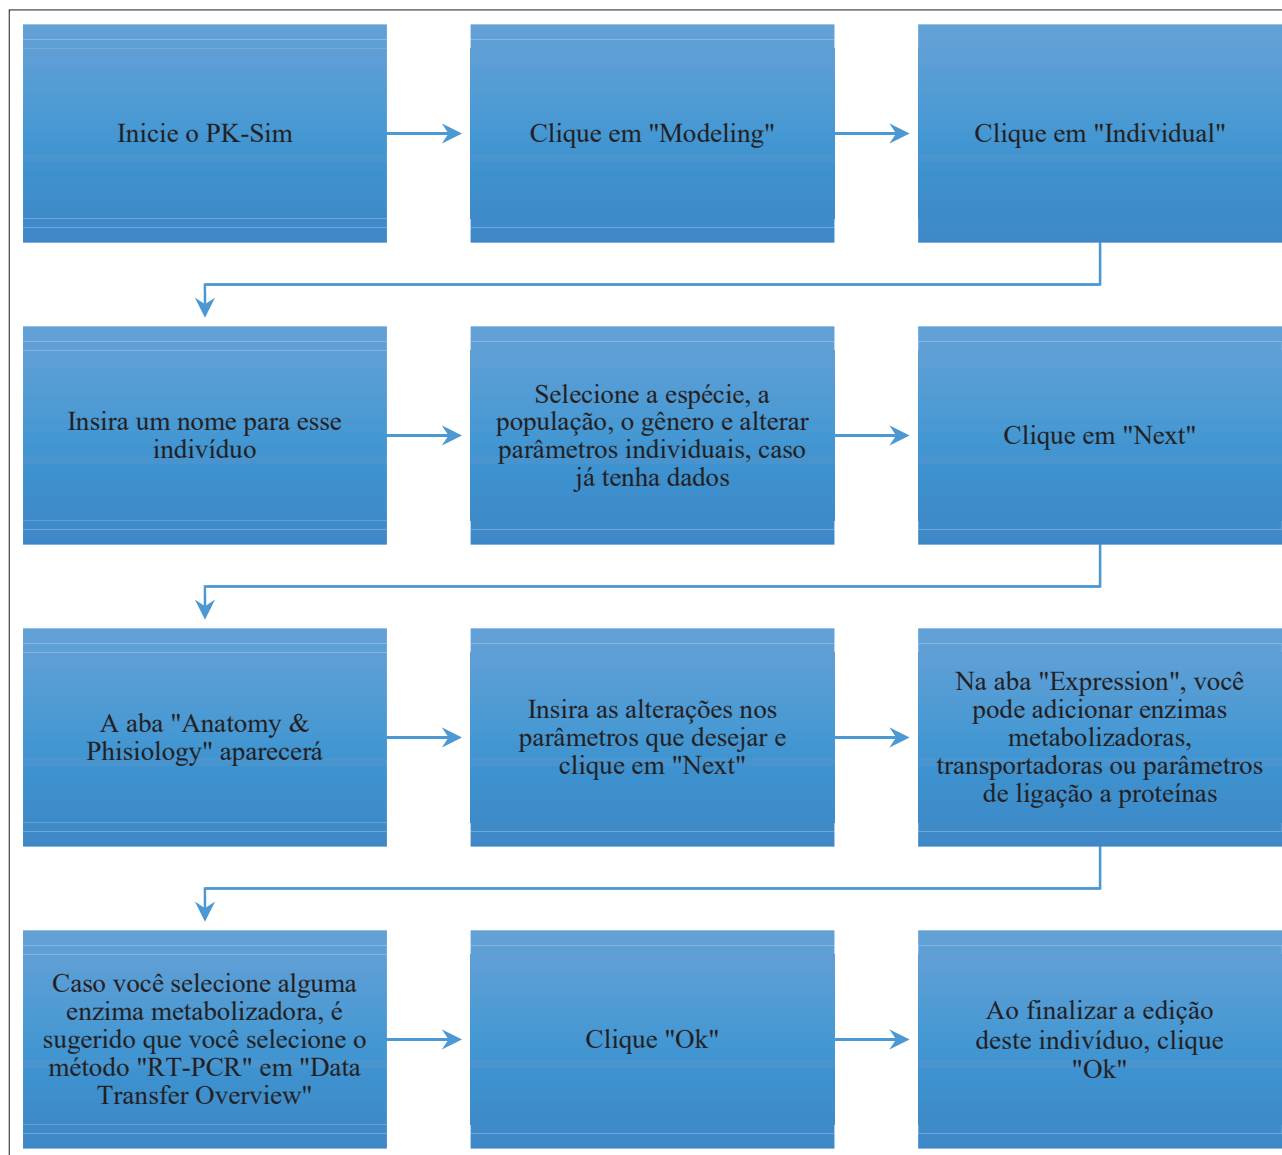 Inicie o PK-Sim
Clique em "Modeling"
Clique em "Individual"
Insira um nome para esse
indivíduo
Selecione a espécie, a
população, o gênero e alterar
parâmetros individuais, caso
já tenha dados
Clique em "Next"
A aba "Anatomy &
Phisiology" aparecerá
Insira as alterações nos
parâmetros que desejar e
clique em "Next"
Na aba "Expression", você
pode adicionar enzimas
metabolizadoras,
transportadoras ou parâmetros
de ligação a proteínas
Caso você selecione alguma
enzima metabolizadora, é
sugerido que você selecione o
método "RT-PCR" em "Data
Transfer Overview"
Clique "Ok"
Ao finalizar a edição
deste indivíduo, clique
"Ok"